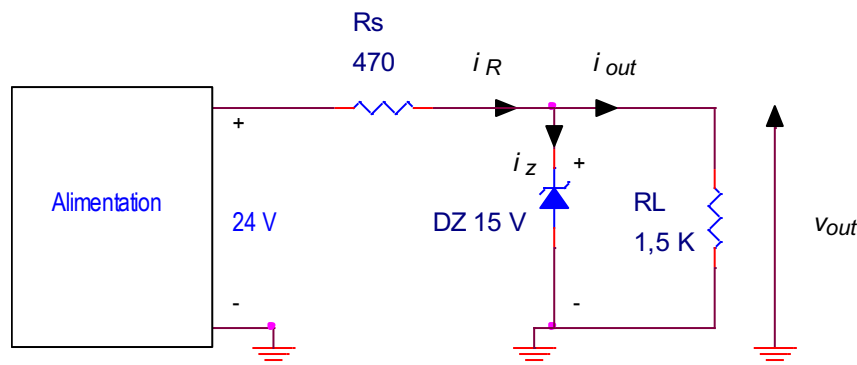 Rs
470
i R
i out
+
Alimentation
24 V
i z
+
DZ 15 V
RL
1,5 K
vout
-
-